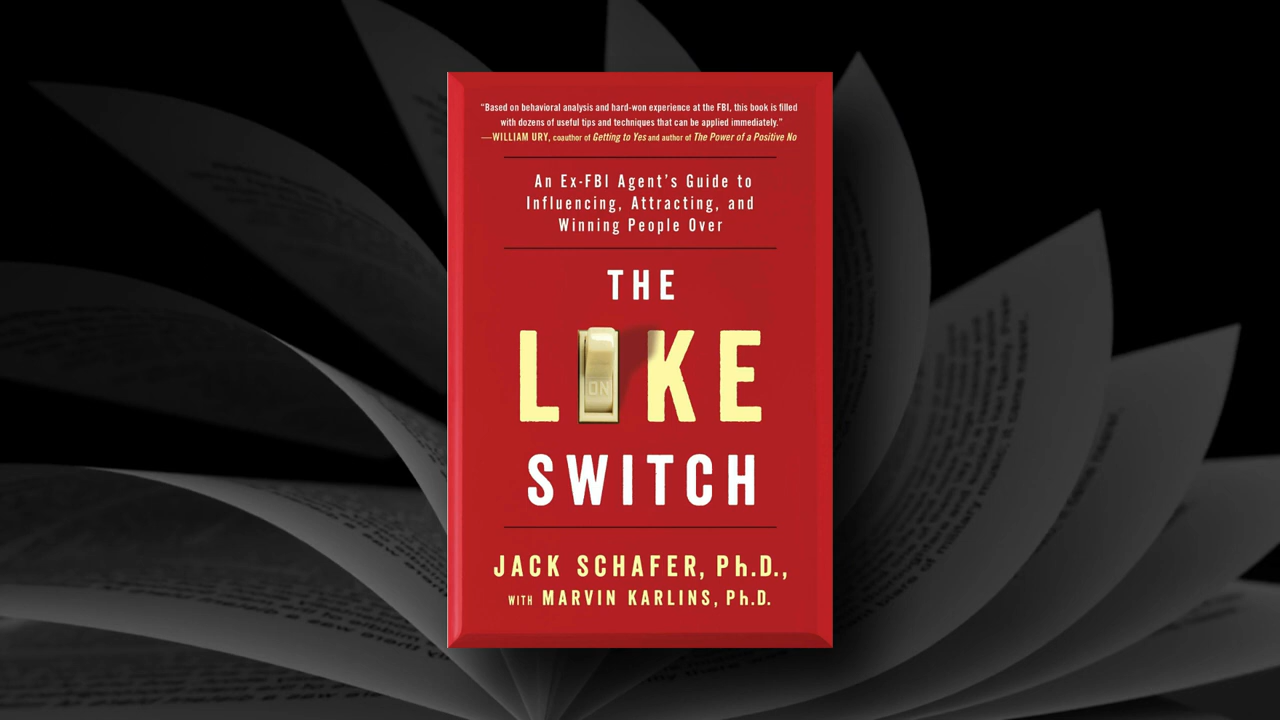 “Based on behavioral analysis and hard-won experience at the FBI, this book is filled
with dozens of useful tips and techniques that can be applied immediately.”
—WILLIAM URY, coauthor of Getting to Yes and author of The Power of a Positive No
An Ex-FBI Agent’s Guide to
Influencing, Attracting, and
Winning People Over
THE
L KE
ON
SWITCH
JACK SCHAFER, Ph.D.,
WITH MARVIN KARLINS, Ph.D.